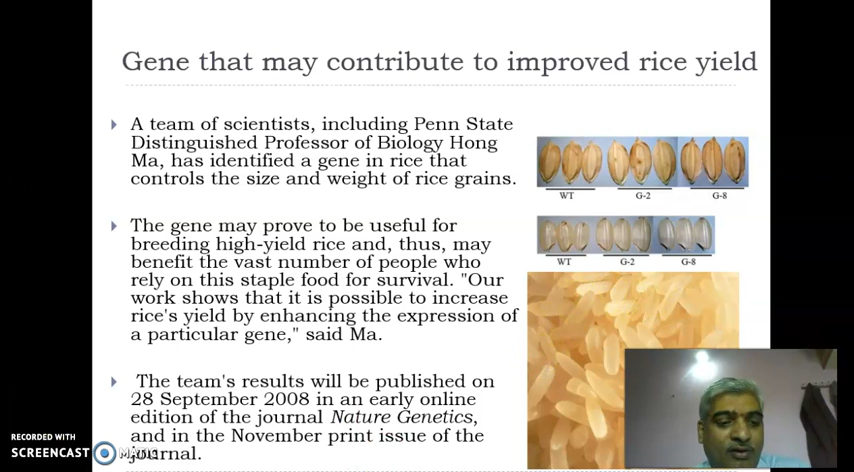 Gene that may contribute to improved rice yield
A team of scientists, including Penn State
Distinguished Professor of Biology Hong
Ma, has identified a gene in rice that
controls the size and weight of rice grains.
The gene may prove to be useful for
breeding high-yield rice and, thus, may
benefit the vast number of people who
rely on this staple food for survival. "Our
work shows that it is possible to increase
rice's yield by enhancing the expression of
a particular gene," said Ma.
The team's results will be published on
28 September 2008 in an early online
edition of the journal Nature Genetics,
and in the November print issue of the
journal.
WT G-2 G-8
WT G-2 G-8
RECORDED WITH
SCREENCAST MATIC